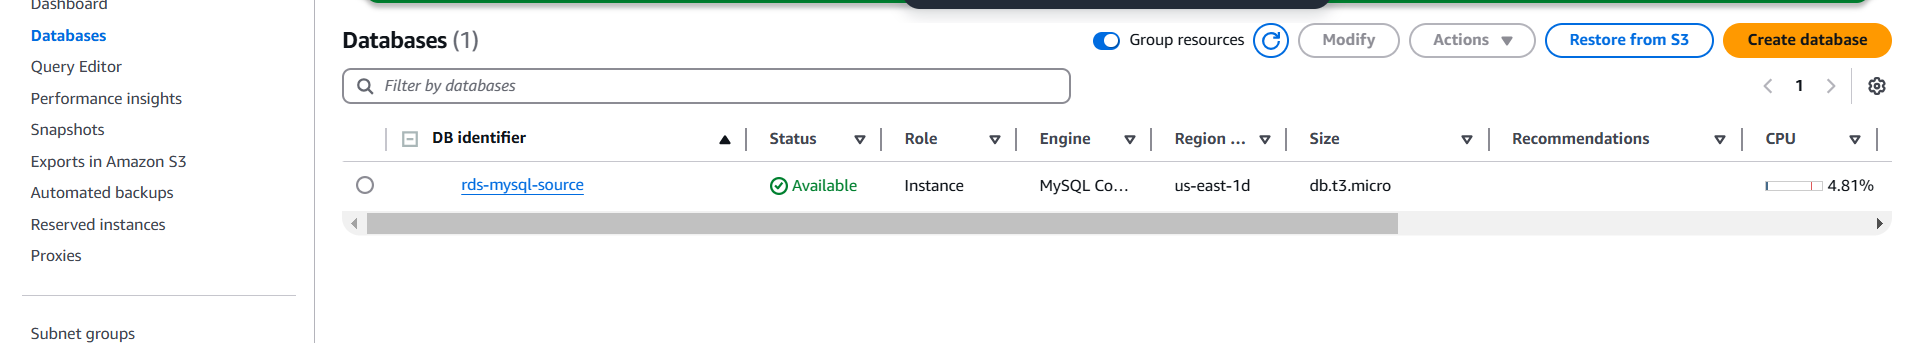 Dashboard
Databases
Query Editor
Performance insights
Snapshots
Exports in Amazon S3
Automated backups
Reserved instances
Proxies
Subnet groups
Databases (1)
Group resources
Modify
Actions
Restore from S3
Create database
Filter by databases
1
DB identifier Status Role Engine Region ... Size Recommendations CPU
rds-mysql-source Available Instance MySQL Co... us-east-1d db.t3.micro 4.81%